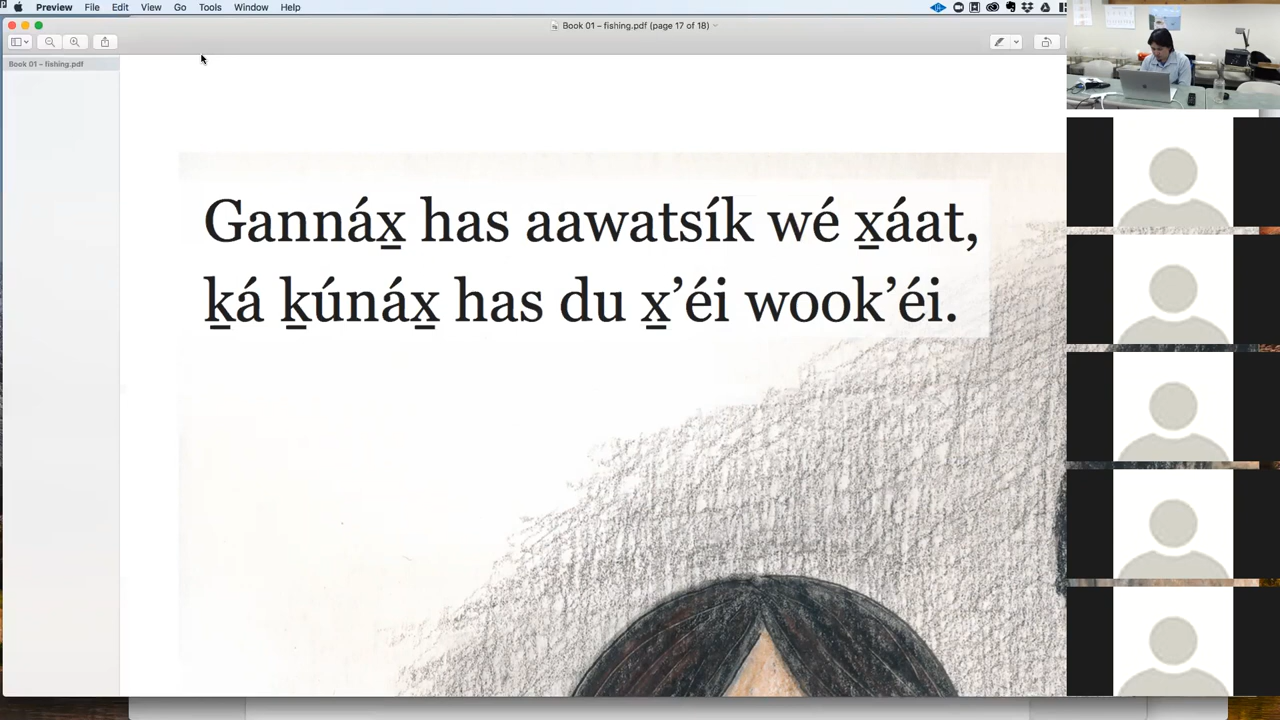 Preview File Edit View Go Tools Window Help
Book 01 – fishing.pdf (page 17 of 18)
Book 01 – fishing.pdf
Gannáx̱ has aawatsík wé x̱áat,
ḵá ḵúnáx̱ has du x̱’éi wook’éi.